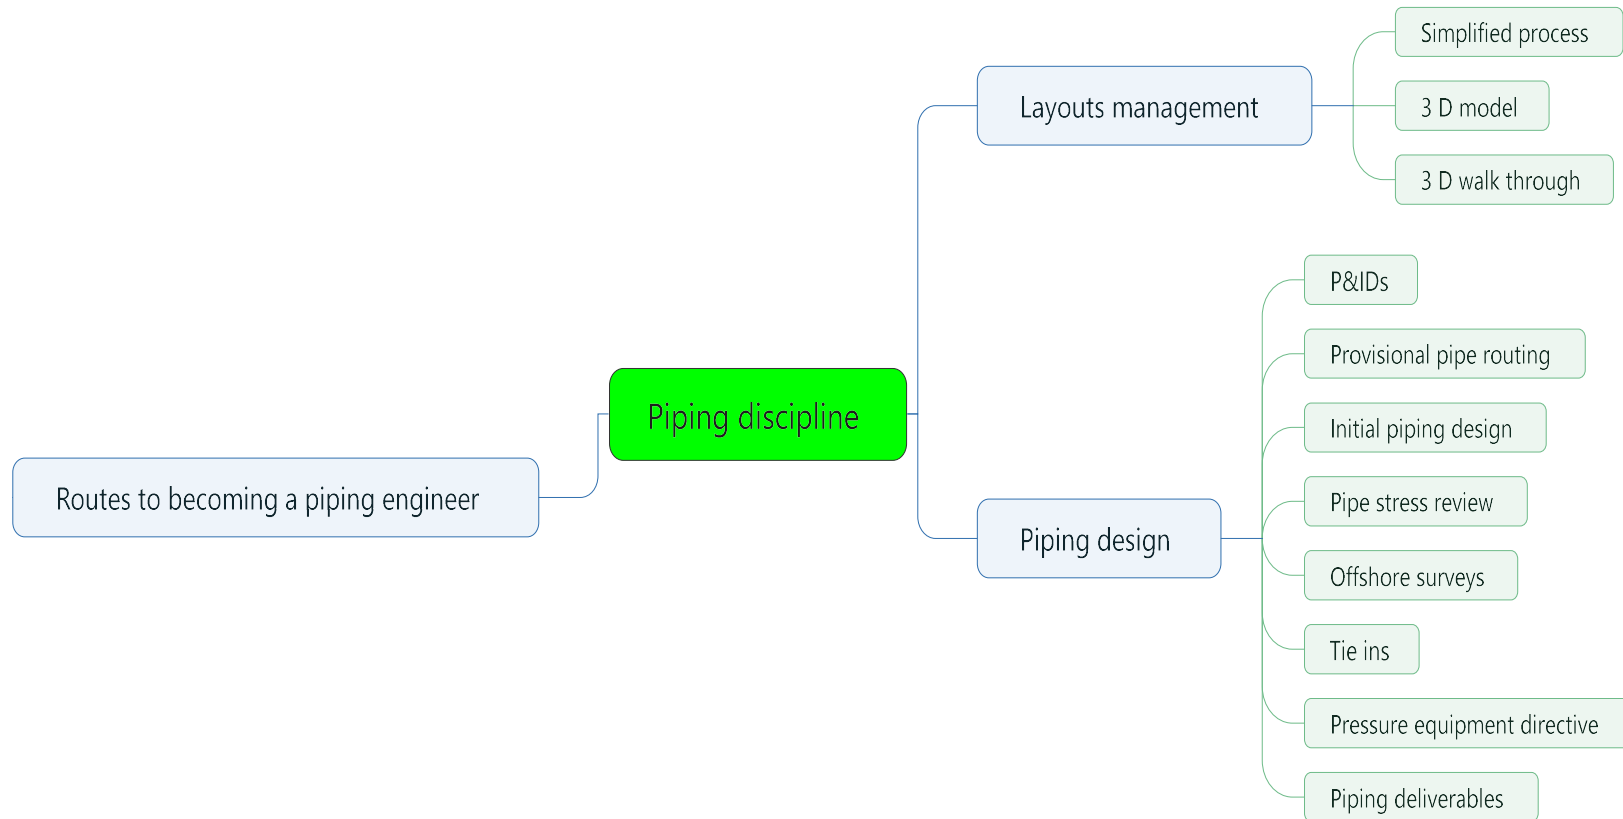 Simplified process
Layouts management
3 D model
3 D walk through
P&IDs
Provisional pipe routing
Piping discipline
Initial piping design
Routes to becoming a piping engineer
Pipe stress review
Piping design
Offshore surveys
Tie ins
Pressure equipment directive
Piping deliverables